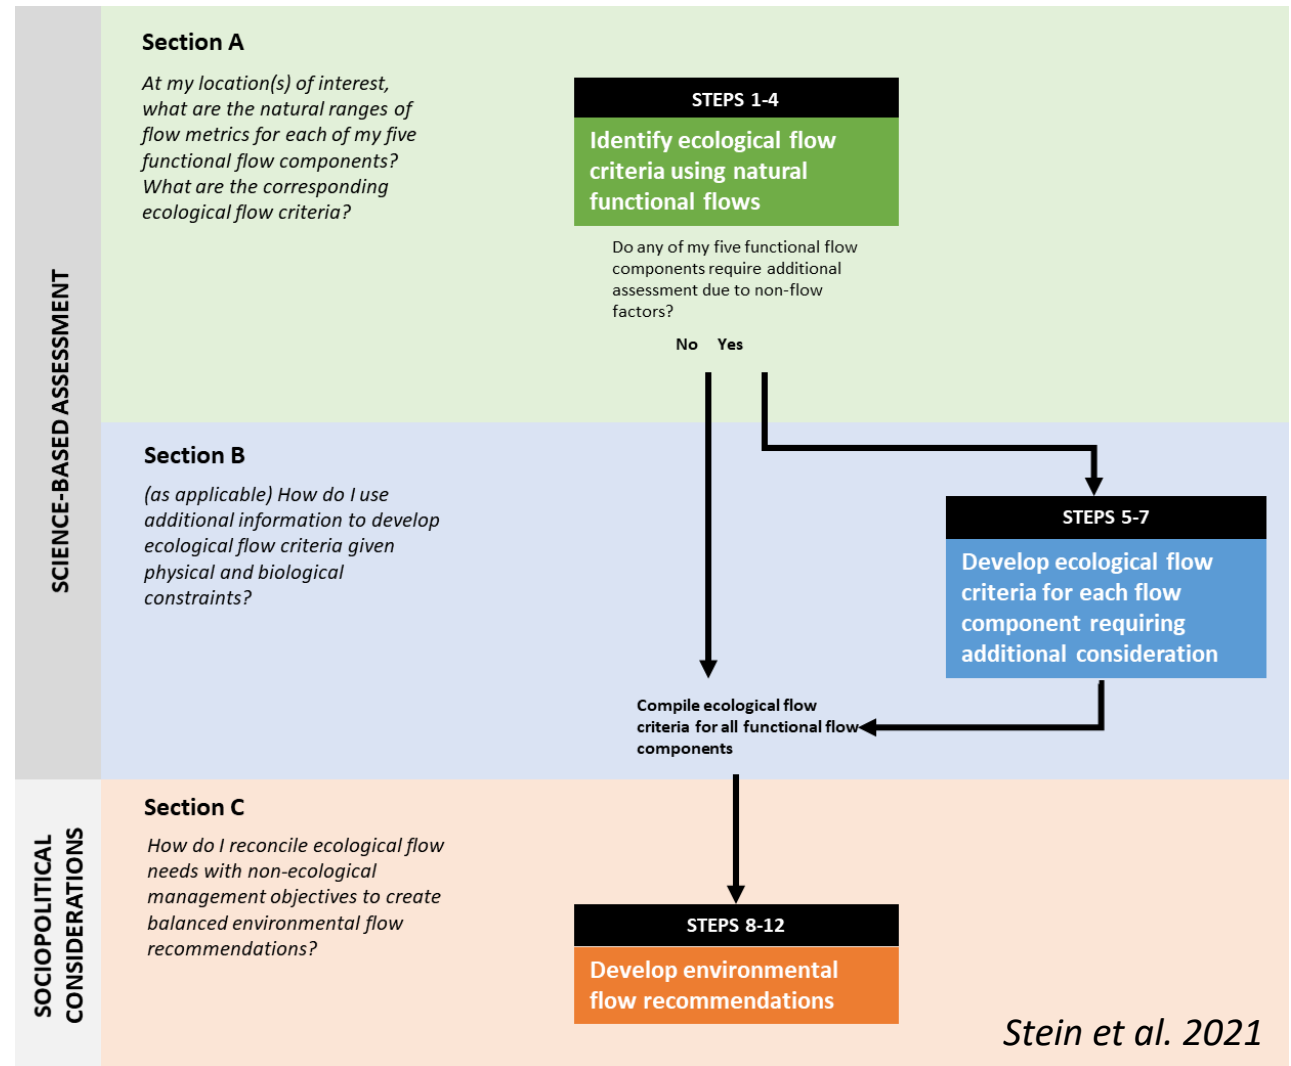 SCIENCE-BASED ASSESSMENT
Section A
At my location(s) of interest,
what are the natural ranges of
flow metrics for each of my five
functional flow components?
What are the corresponding
ecological flow criteria?
STEPS 1-4
Identify ecological flow
criteria using natural
functional flows
Do any of my five functional flow
components require additional
assessment due to non-flow
factors?
No Yes
Section B
(as applicable) How do I use
additional information to develop
ecological flow criteria given
physical and biological
constraints?
STEPS 5-7
Develop ecological flow
criteria for each flow
component requiring
additional consideration
Compile ecological flow
criteria for all functional flow
components
SOCIOPOLITICAL
CONSIDERATIONS
Section C
How do I reconcile ecological flow
needs with non-ecological
management objectives to create
balanced environmental flow
recommendations?
STEPS 8-12
Develop environmental
flow recommendations
Stein et al. 2021